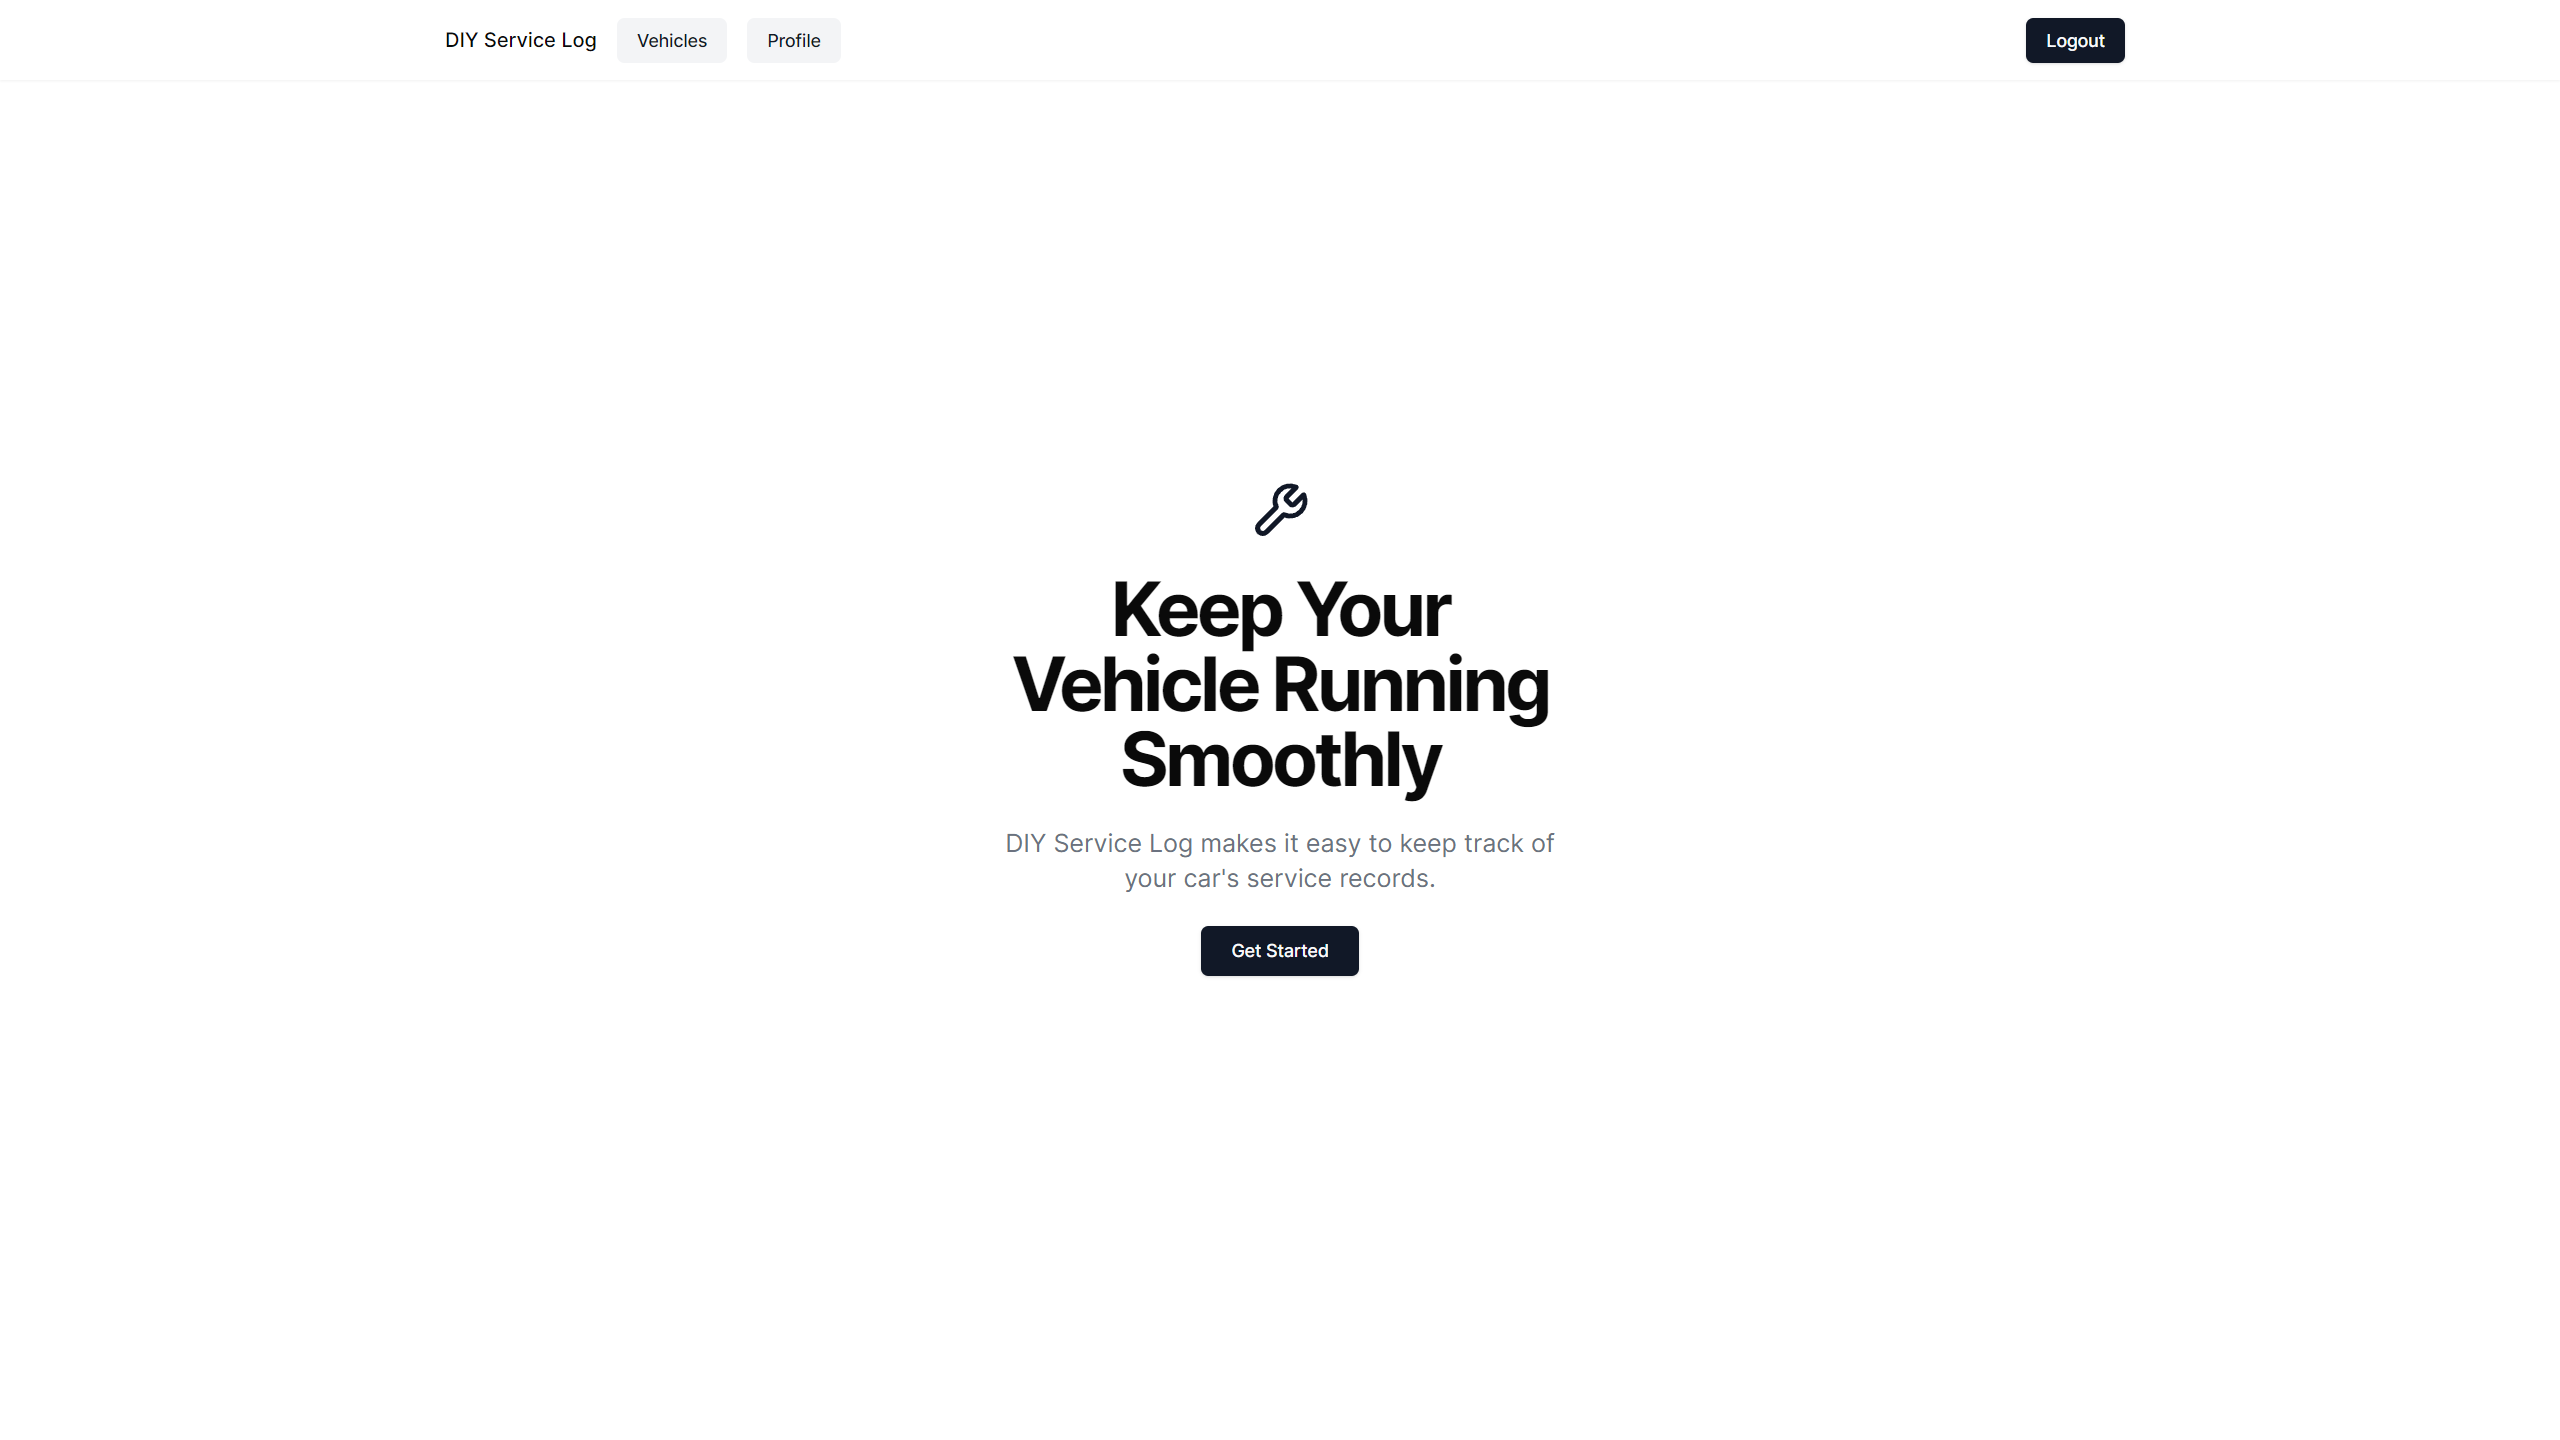 DIY Service Log
Vehicles
Profile
Logout
Keep Your
Vehicle Running
Smoothly
DIY Service Log makes it easy to keep track of
your car's service records.
Get Started